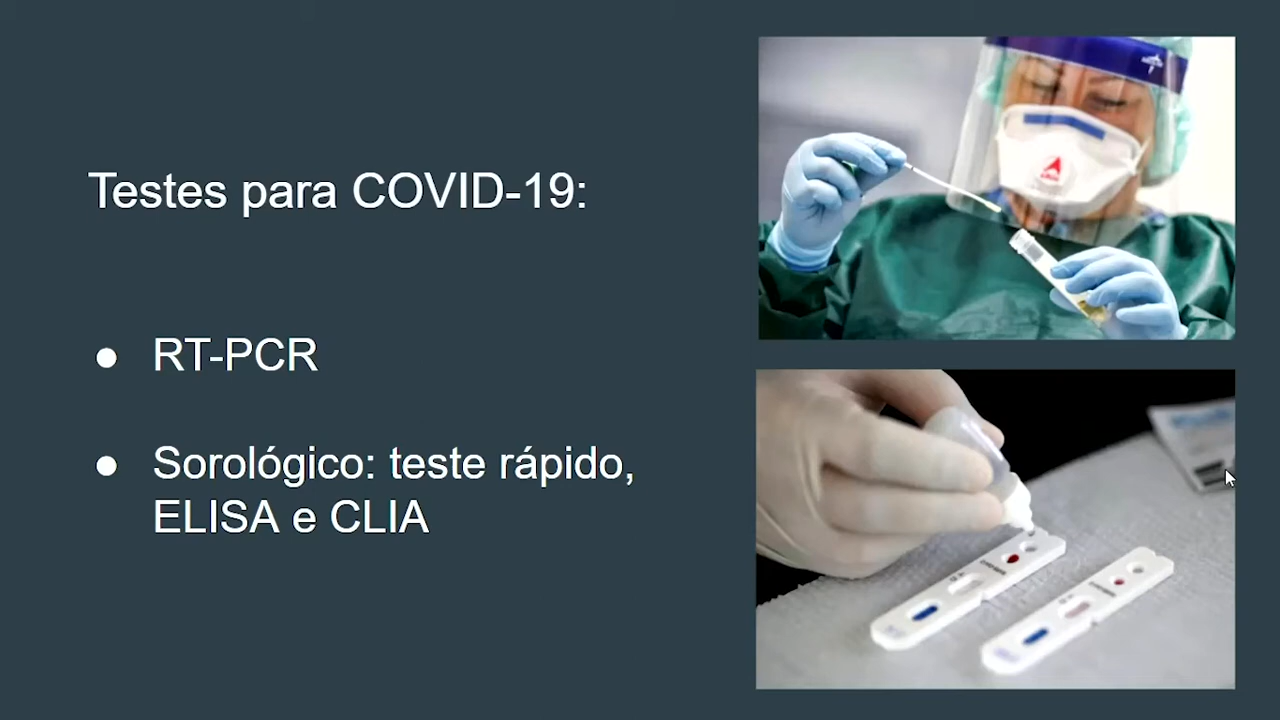 Testes para COVID-19:
● RT-PCR
● Sorológico: teste rápido,
ELISA e CLIA